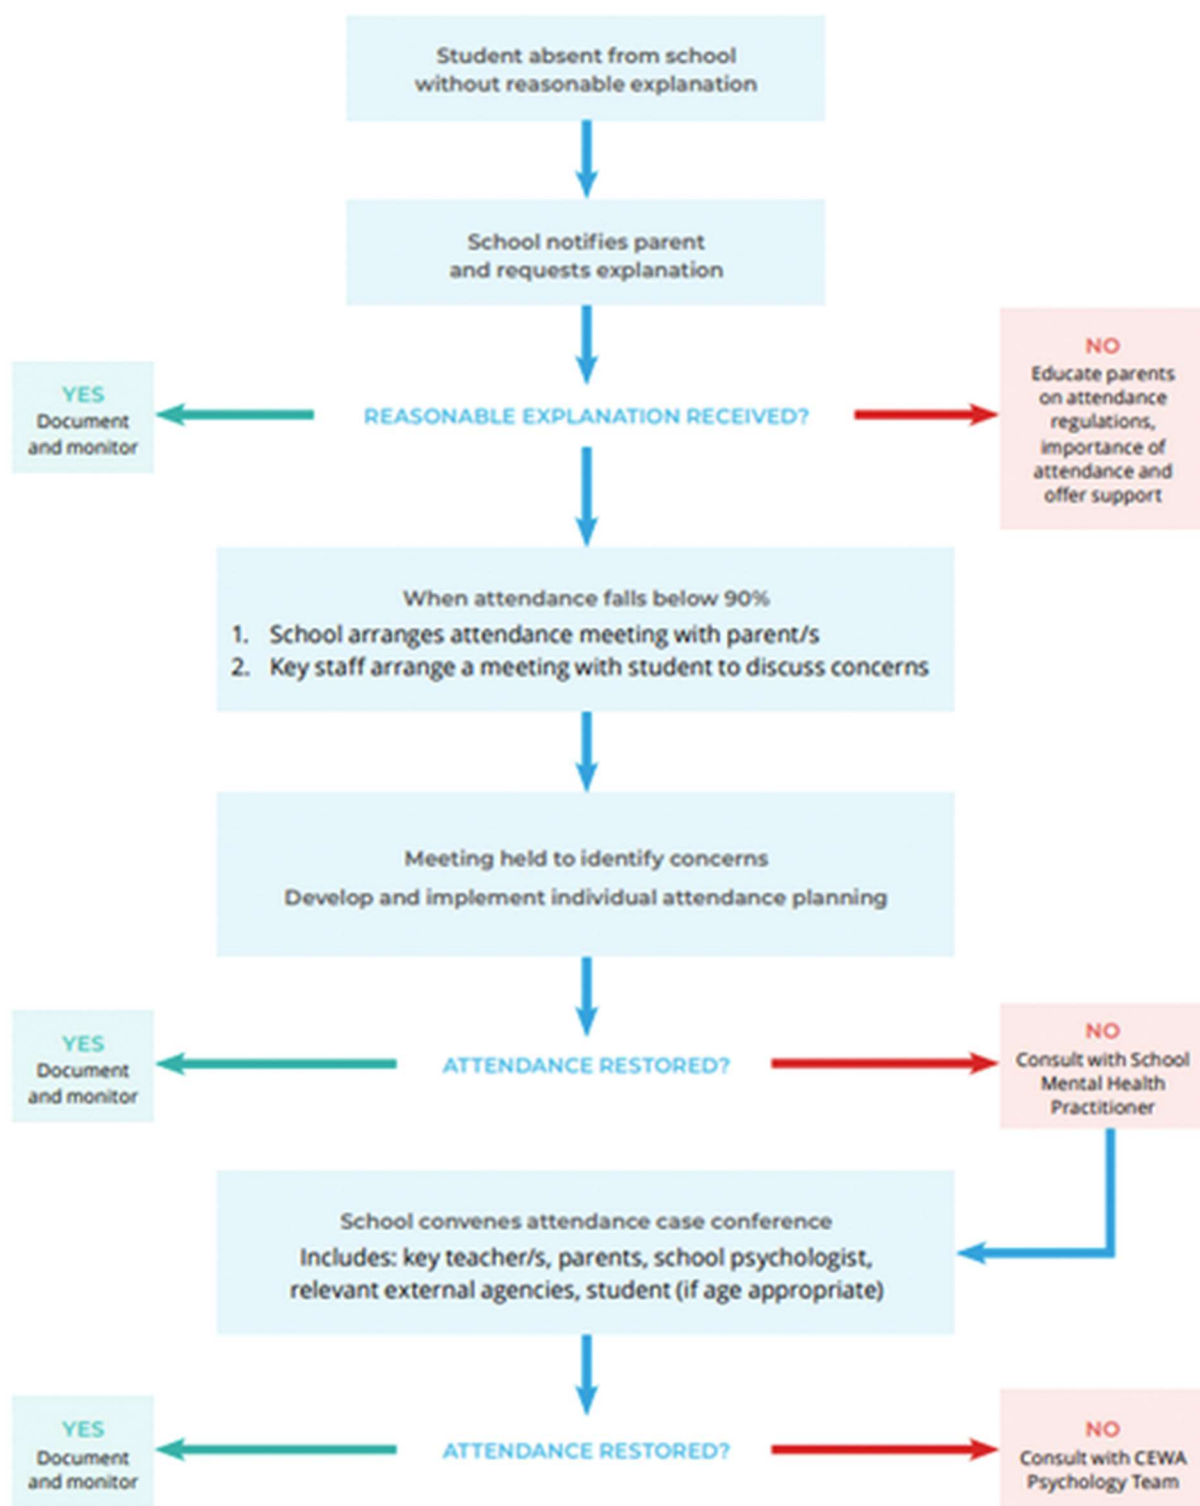 Student absent from school
without reasonable explanation
School notifies parent
and requests explanation
YES
Document
and monitor
REASONABLE EXPLANATION RECEIVED?
NO
Educate parents
on attendance
regulations,
importance of
attendance and
offer support
When attendance falls below 90%
1. School arranges attendance meeting with parent/s
2. Key staff arrange a meeting with student to discuss concerns
Meeting held to identify concerns
Develop and implement individual attendance planning
YES
Document
and monitor
ATTENDANCE RESTORED?
NO
Consult with School
Mental Health
Practitioner
School convenes attendance case conference
Includes: key teacher/s, parents, school psychologist,
relevant external agencies, student (if age appropriate)
YES
Document
and monitor
ATTENDANCE RESTORED?
NO
Consult with CEWA
Psychology Team